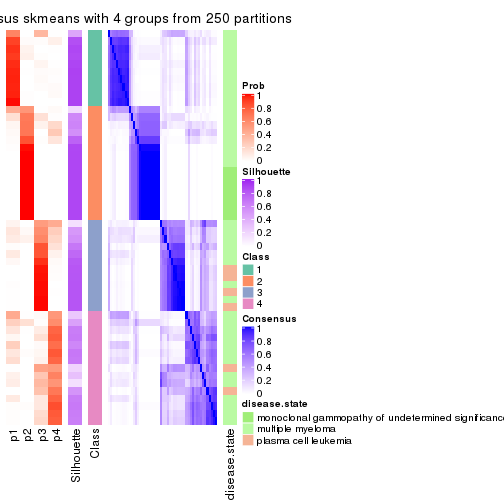 sus skmeans with 4 groups from 250 partitions
Prob
1
0.8
0.6
0.4
0.2
0
Silhouette
1
0.8
0.6
0.4
0.2
0
Class
1
2
3
4
Consensus
1
0.8
0.6
0.4
0.2
0
disease.state
monoclonal gammopathy of undetermined significance
multiple myeloma
plasma cell leukemia
p1
p2
p3
p4
Silhouette
Class
disease.state